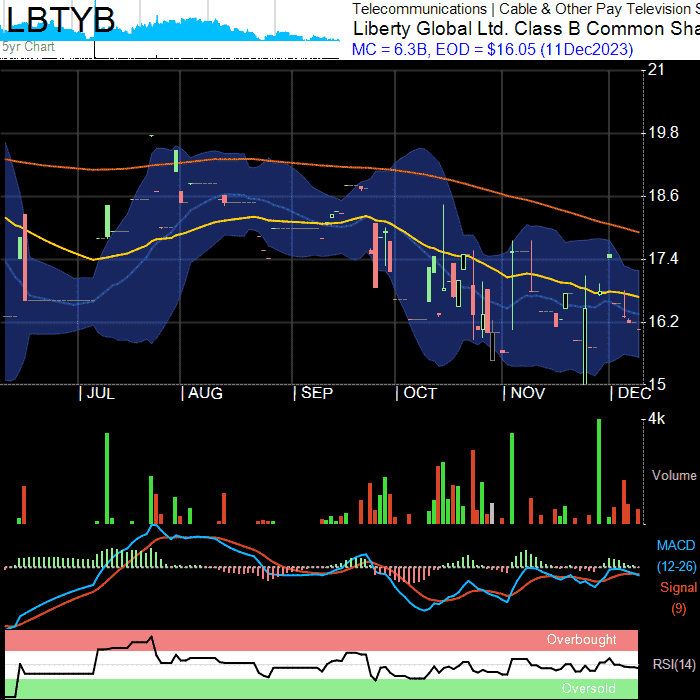 LBTYB
5yr Chart
Telecommunications | Cable & Other Pay Television S
Liberty Global Ltd. Class B Common Sha
MC = 6.3B, EOD = $16.05 (11Dec2023)
21
19.8
18.6
17.4
16.2
15
| JUL | AUG | SEP | OCT | NOV | DEC
4k
Volume
MACD
(12-26)
Signal
(9)
Overbought
RSI(14)
Oversold